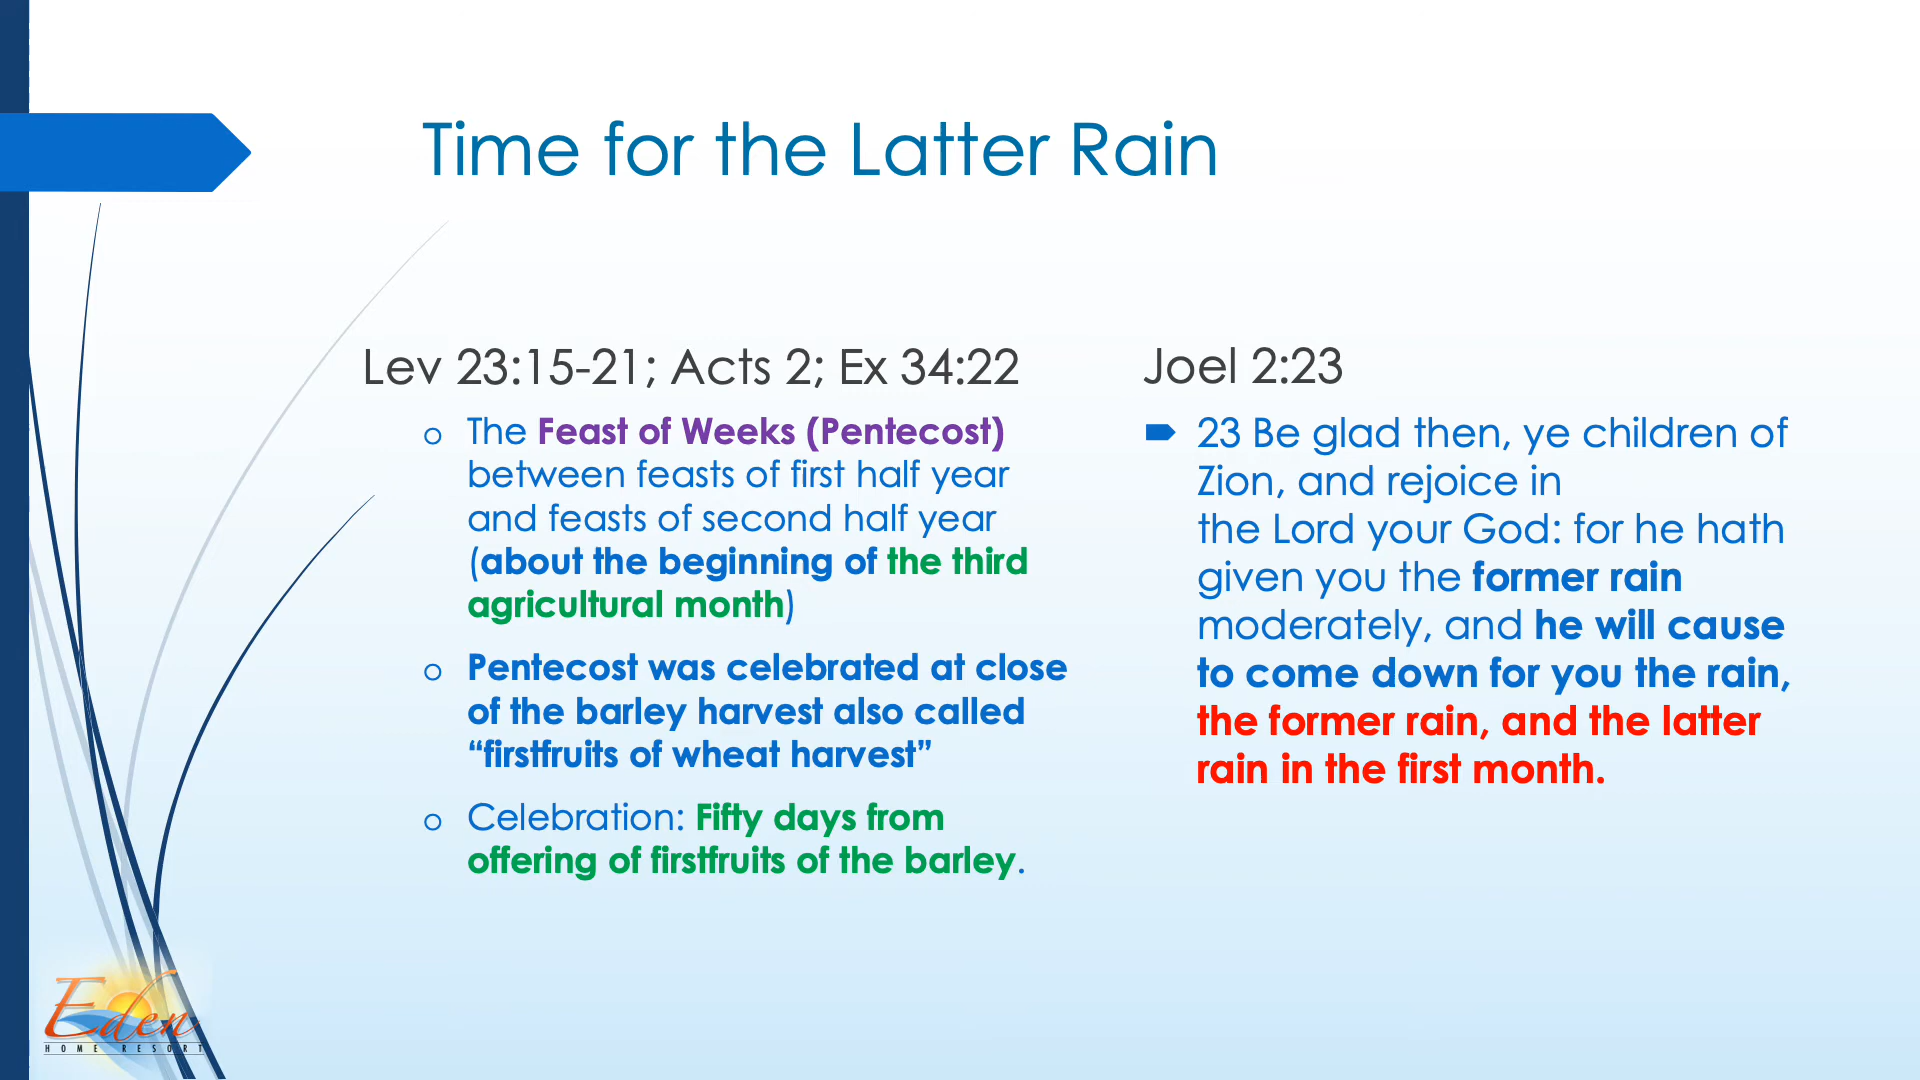 Time for the Latter Rain
Lev 23:15-21; Acts 2; Ex 34:22
o The Feast of Weeks (Pentecost)
between feasts of first half year
and feasts of second half year
(about the beginning of the third
agricultural month)
o Pentecost was celebrated at close
of the barley harvest also called
“firstfruits of wheat harvest”
o Celebration: Fifty days from
offering of firstfruits of the barley.
Joel 2:23
23 Be glad then, ye children of
Zion, and rejoice in
the Lord your God: for he hath
given you the former rain
moderately, and he will cause
to come down for you the rain,
the former rain, and the latter
rain in the first month.
Eden
HOME RESORT